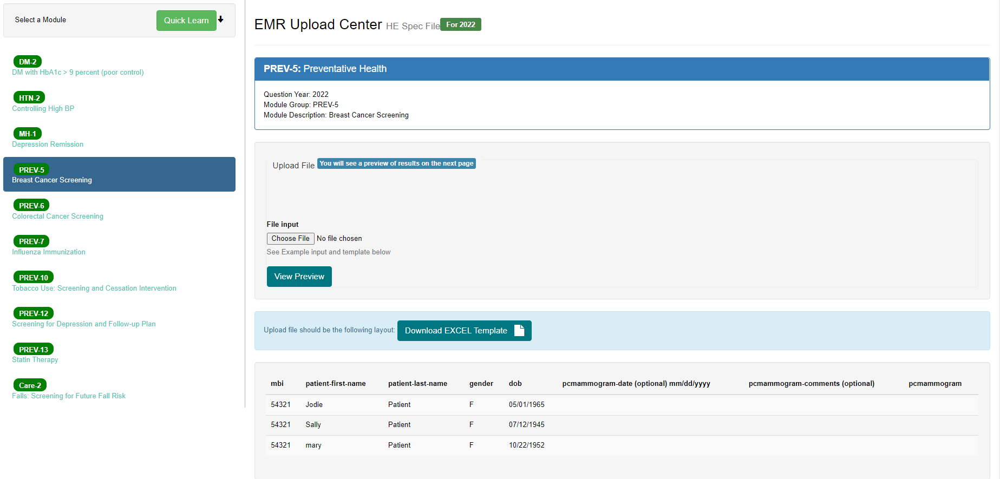 Select a Module
Quick Learn
DM-2
DM with HbA1c > 9 percent (poor control)
HTN-2
Controlling High BP
MH-1
Depression Remission
PREV-5
Breast Cancer Screening
PREV-6
Colorectal Cancer Screening
PREV-7
Influenza Immunization
PREV-10
Tobacco Use: Screening and Cessation Intervention
PREV-12
Screening for Depression and Follow-up Plan
PREV-13
Statin Therapy
Care-2
Falls: Screening for Future Fall Risk
EMR Upload Center HE Spec File For 2022
PREV-5: Preventative Health
Question Year: 2022
Module Group: PREV-5
Module Description: Breast Cancer Screening
Upload File You will see a preview of results on the next page
File input
Choose File No file chosen
See Example input and template below
View Preview
Upload file should be the following layout: Download EXCEL Template
mbi patient-first-name patient-last-name gender dob pcmammogram-date (optional) mm/dd/yyyy pcmammogram-comments (optional) pcmammogram
54321 Jodie Patient F 05/01/1965
54321 Sally Patient F 07/12/1945
54321 mary Patient F 10/22/1952